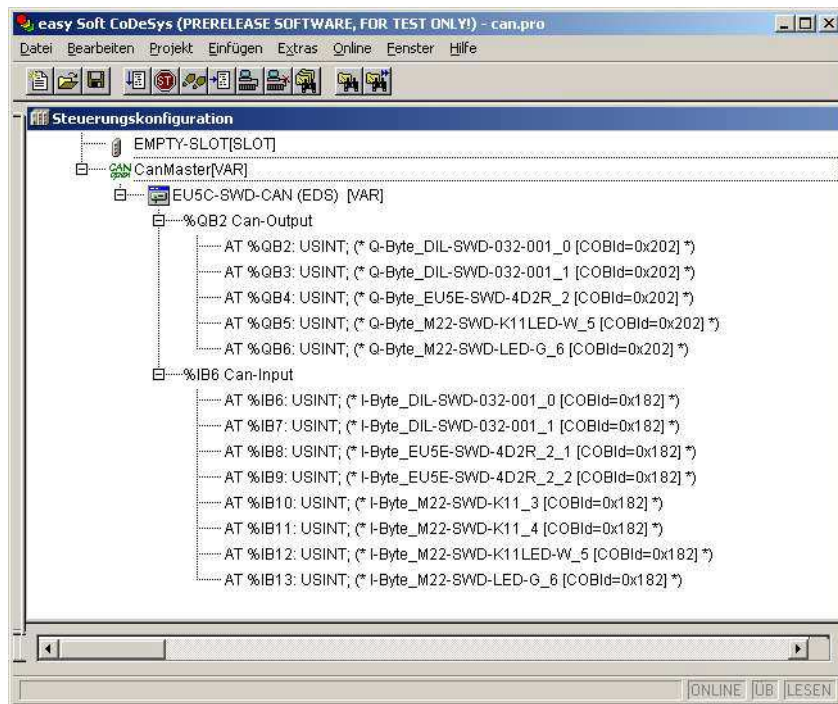 easy Soft CoDeSys (PRERELEASE SOFTWARE, FOR TEST ONLY!) - can.pro
Datei Bearbeiten Projekt Einfügen Extras Online Fenster Hilfe
Steuerungskonfiguration
EMPTY-SLOT[SLOT]
CanMaster[VAR]
EU5C-SWD-CAN (EDS) [VAR]
%QB2 Can-Output
AT %QB2: USINT; (* Q-Byte_DIL-SWD-032-001_0 [COBId=0x202] *)
AT %QB3: USINT; (* Q-Byte_DIL-SWD-032-001_1 [COBId=0x202] *)
AT %QB4: USINT; (* Q-Byte_EU5E-SWD-4D2R_2 [COBId=0x202] *)
AT %QB5: USINT; (* Q-Byte_M22-SWD-K11LED-W_5 [COBId=0x202] *)
AT %QB6: USINT; (* Q-Byte_M22-SWD-LED-G_6 [COBId=0x202] *)
%IB6 Can-Input
AT %IB6: USINT; (* I-Byte_DIL-SWD-032-001_0 [COBId=0x182] *)
AT %IB7: USINT; (* I-Byte_DIL-SWD-032-001_1 [COBId=0x182] *)
AT %IB8: USINT; (* I-Byte_EU5E-SWD-4D2R_2_1 [COBId=0x182] *)
AT %IB9: USINT; (* I-Byte_EU5E-SWD-4D2R_2_2 [COBId=0x182] *)
AT %IB10: USINT; (* I-Byte_M22-SWD-K11_3 [COBId=0x182] *)
AT %IB11: USINT; (* I-Byte_M22-SWD-K11_4 [COBId=0x182] *)
AT %IB12: USINT; (* I-Byte_M22-SWD-K11LED-W_5 [COBId=0x182] *)
AT %IB13: USINT; (* I-Byte_M22-SWD-LED-G_6 [COBId=0x182] *)
ONLINE ÜB LESEN